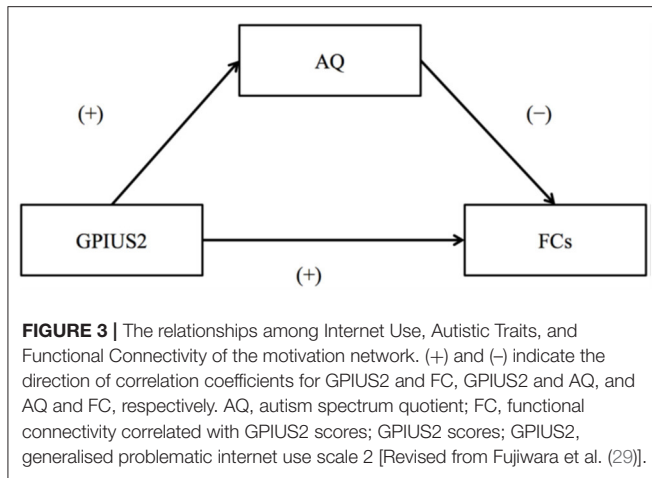 AQ
(+)
(−)
GPIUS2
FCs
(+)
FIGURE 3 | The relationships among Internet Use, Autistic Traits, and
Functional Connectivity of the motivation network. (+) and (–) indicate the
direction of correlation coefficients for GPIUS2 and FC, GPIUS2 and AQ, and
AQ and FC, respectively. AQ, autism spectrum quotient; FC, functional
connectivity correlated with GPIUS2 scores; GPIUS2 scores; GPIUS2,
generalised problematic internet use scale 2 [Revised from Fujiwara et al. (29)].